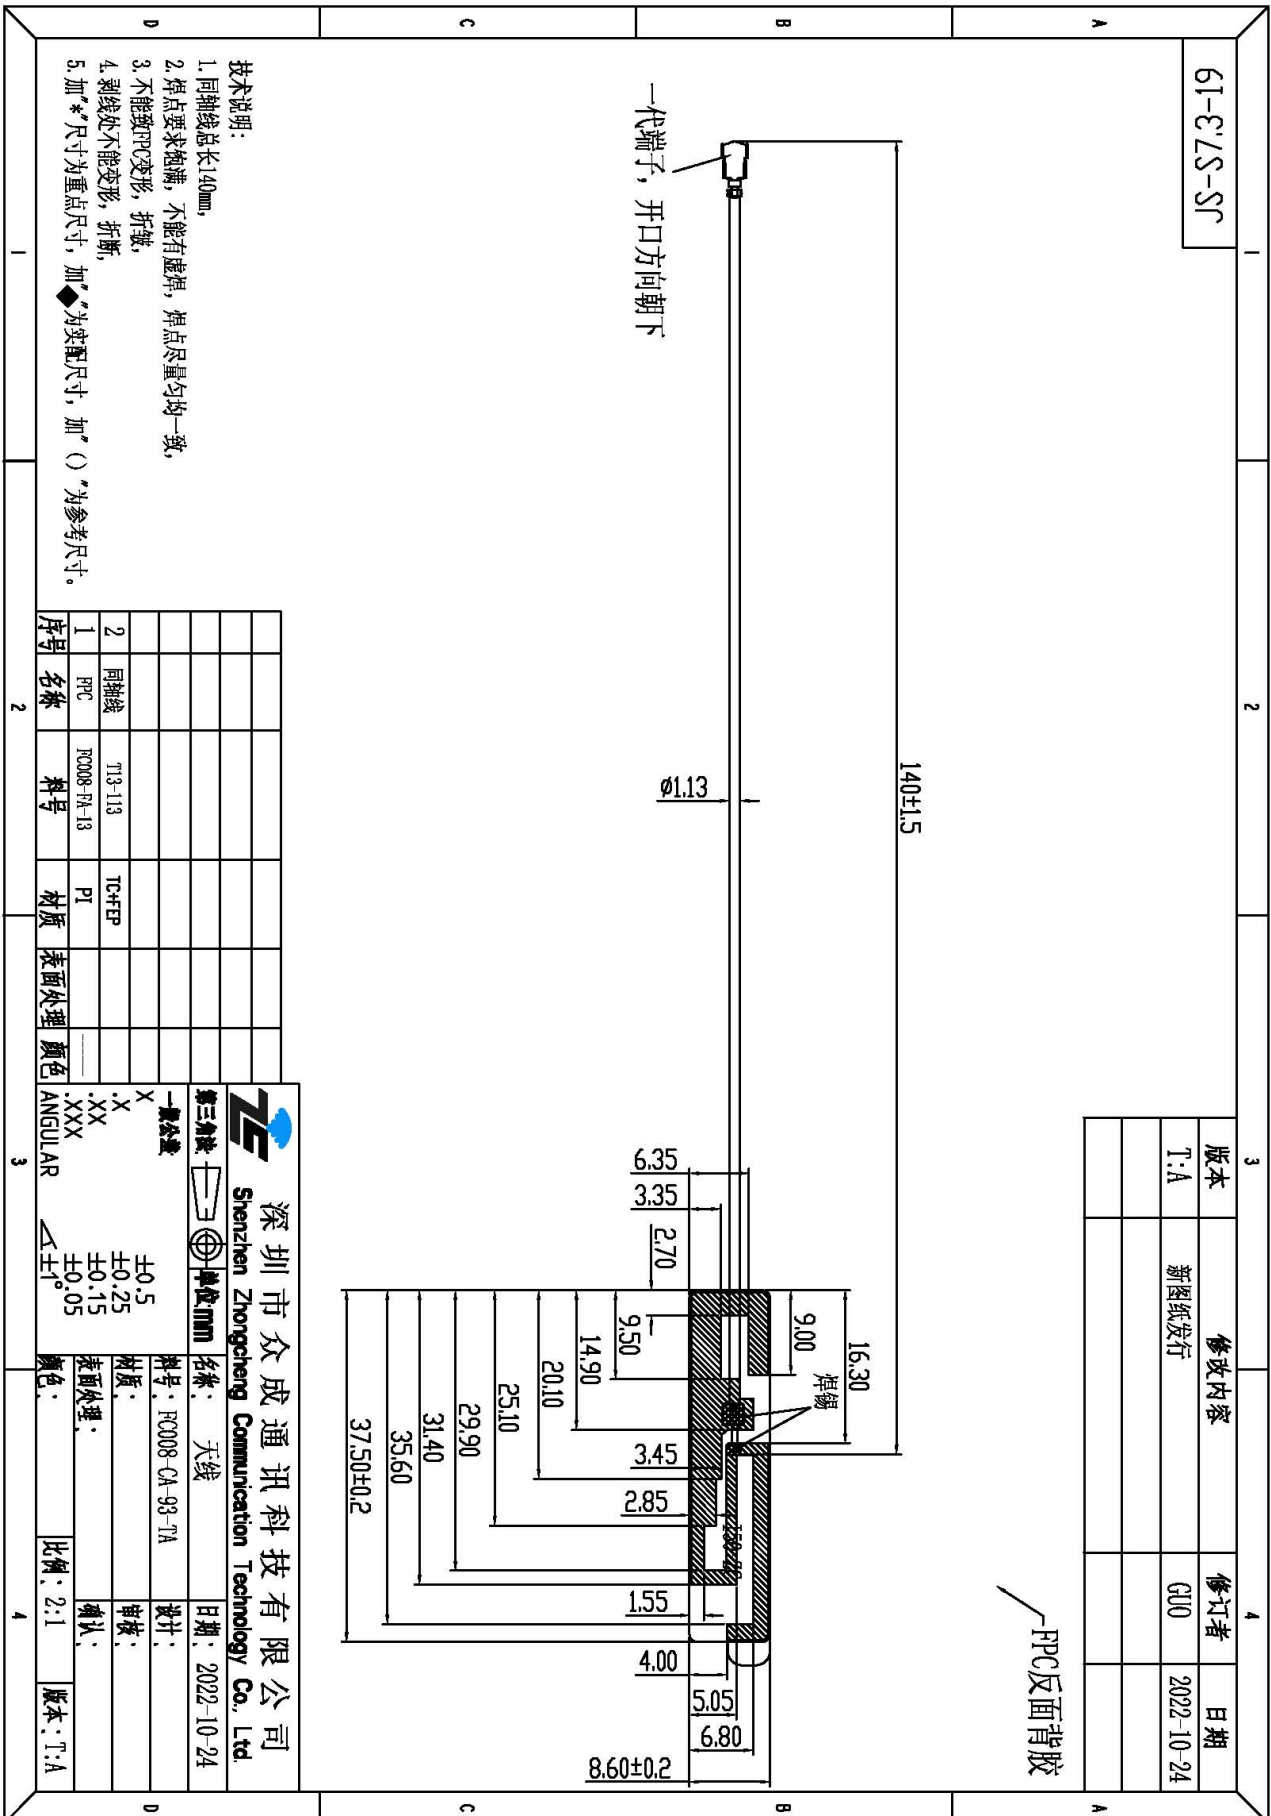 JS-S7.3-19
版本
修改内容
修订者
日期
T:A
新图纸发行
GUO
2022-10-24
FPC反面背胶
一代端子，开口方向朝下
140±1.5
Ø1.13
16.30
9.00
焊锡
6.35
3.35
2.70
9.50
14.90
20.10
25.10
29.90
31.40
35.60
37.50±0.2
3.45
2.85
1.55
4.00
5.05
6.80
8.60±0.2
技术说明：
1. 同轴线总长140mm，
2. 焊点要求饱满，不能有虚焊，焊点尽量匀均一致，
3. 不能致FPC变形，折皱，
4. 剥线处不能变形，折断，
5. 加"*"尺寸为重点尺寸，加"◆"为实配尺寸，加"（）"为参考尺寸。
2 同轴线 T13-113 TC+FEP
1 FPC FC008-FA-13 PI ——
序号 名称 料号 材质 表面处理 颜色
深圳市众成通讯科技有限公司
Shenzhen Zhongcheng Communication Technology Co., Ltd.
第三角法
单位:mm
一般公差
X ±0.5
.X ±0.25
.XX ±0.15
.XXX ±0.05
ANGULAR ±1°
名称：天线
日期：2022-10-24
料号：FC008-CA-93-TA
设计：
材质：
审核：
表面处理：
确认：
颜色：
比例：2:1
版本：T:A
A
B
C
D
1
2
3
4
A
B
C
D
1
2
3
4